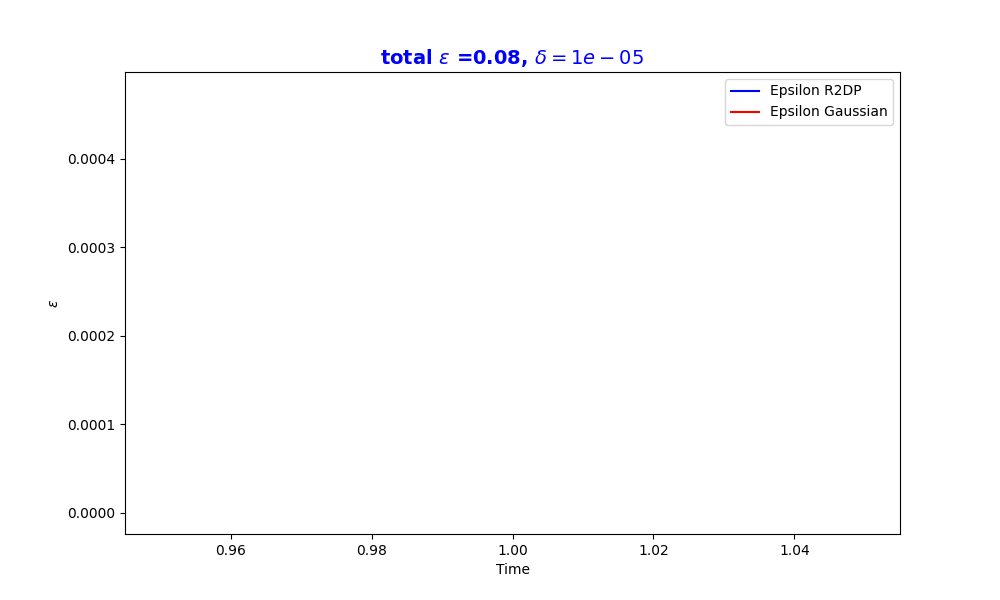 total ε =0.08, δ = 1e − 05
Epsilon R2DP
Epsilon Gaussian
0.0004
0.0003
ε
0.0002
0.0001
0.0000
0.96 0.98 1.00 1.02 1.04
Time